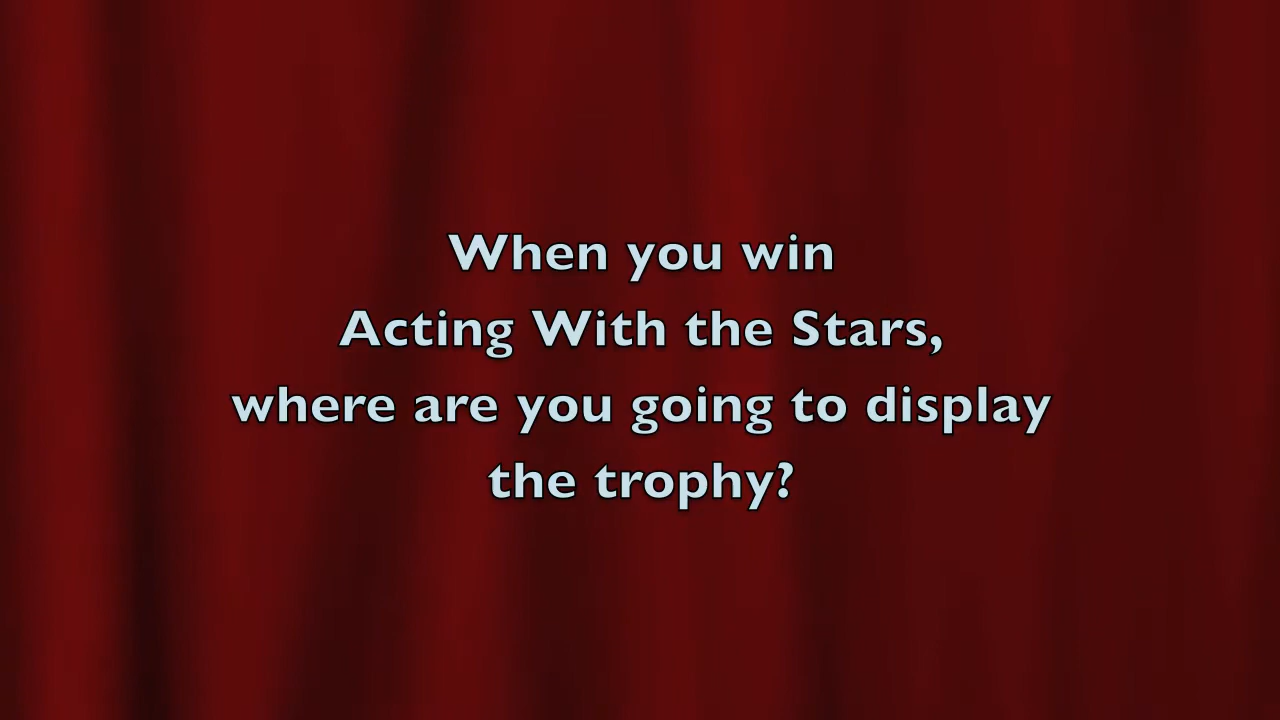 When you win
Acting With the Stars,
where are you going to display
the trophy?